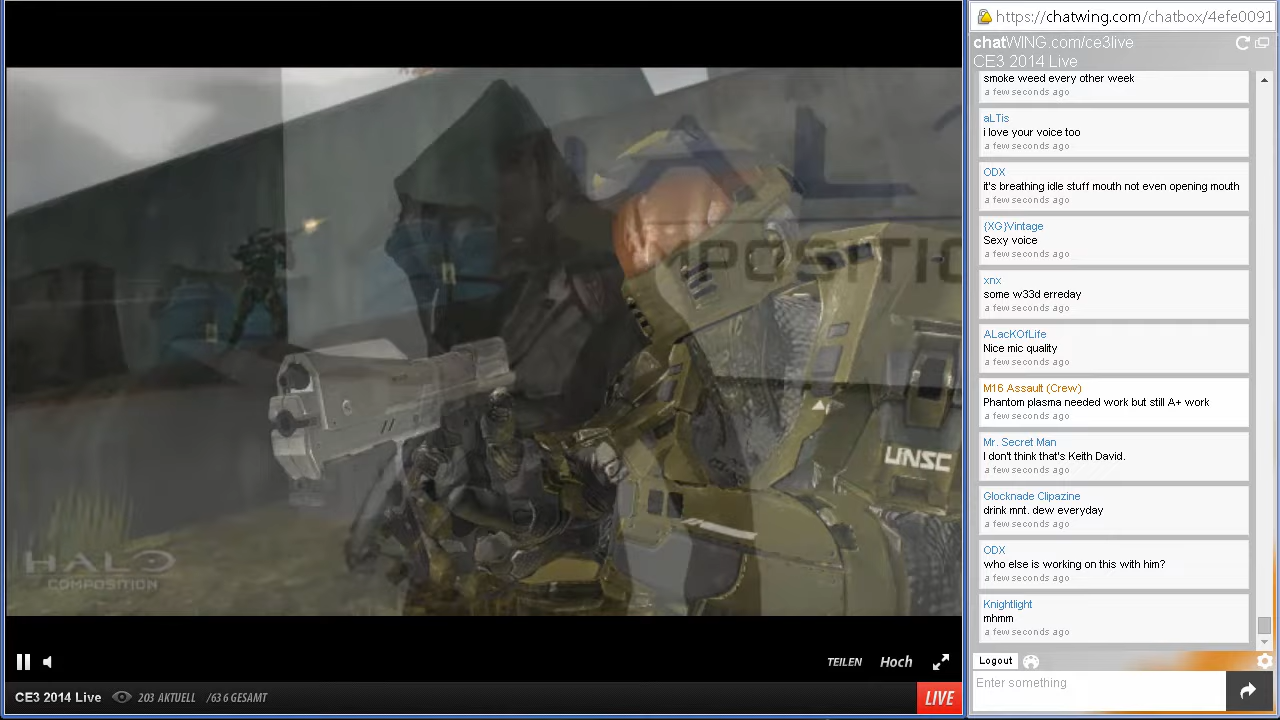 https://chatwing.com/chatbox/4efe0091
chatWING.com/ce3live
CE3 2014 Live
smoke weed every other week
a few seconds ago
aLTis
i love your voice too
a few seconds ago
ODX
it's breathing idle stuff mouth not even opening mouth
a few seconds ago
(XG)Vintage
Sexy voice
a few seconds ago
xnx
some w33d erreday
a few seconds ago
ALacKOfLife
Nice mic quality
a few seconds ago
M16 Assault (Crew)
Phantom plasma needed work but still A+ work
a few seconds ago
Mr. Secret Man
I don't think that's Keith David.
a few seconds ago
Glocknade Clipazine
drink mnt. dew everyday
a few seconds ago
ODX
who else is working on this with him?
a few seconds ago
Knightlight
mhmm
a few seconds ago
Logout
Enter something
AL
MPOSITIO
UNSC
HALO
COMPOSITION
TEILEN
Hoch
CE3 2014 Live
203 AKTUELL
/636 GESAMT
LIVE